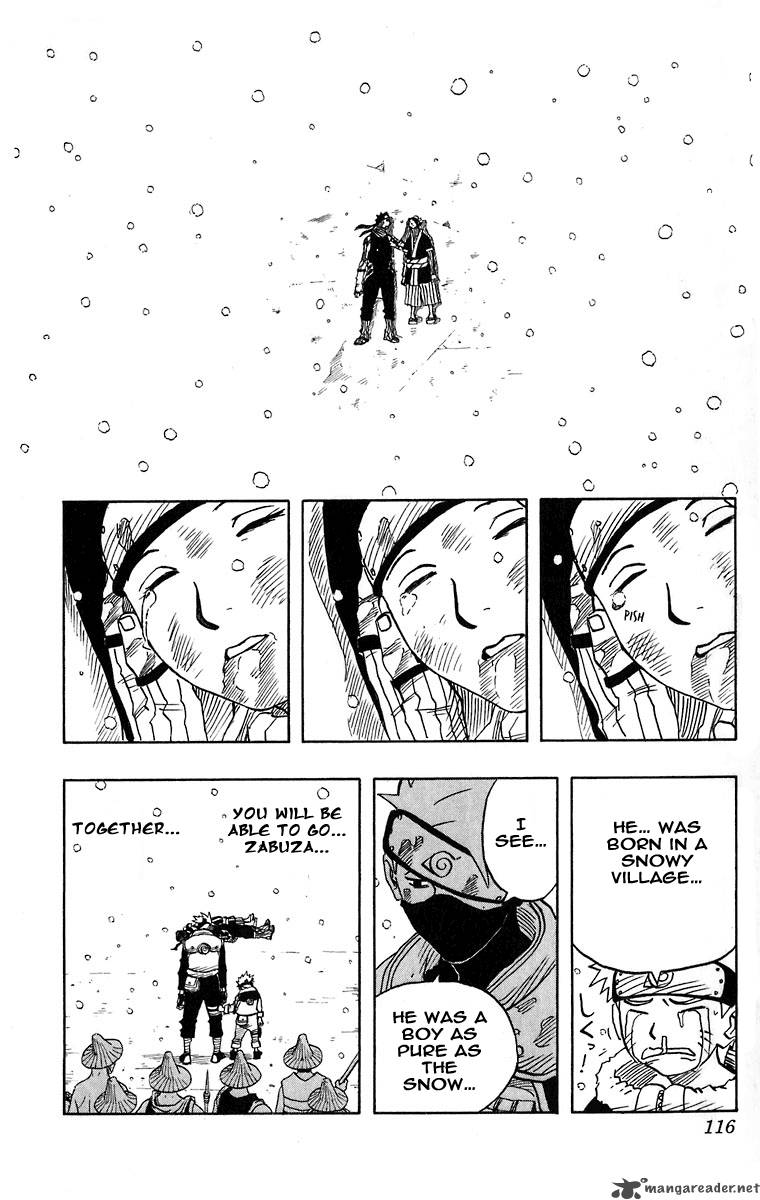 PISH
HE... WAS
BORN IN A
SNOWY
VILLAGE...
I
SEE...
HE WAS A
BOY AS
PURE AS
THE
SNOW...
YOU WILL BE
ABLE TO GO...
ZABUZA...
TOGETHER...
116
mangareader.net